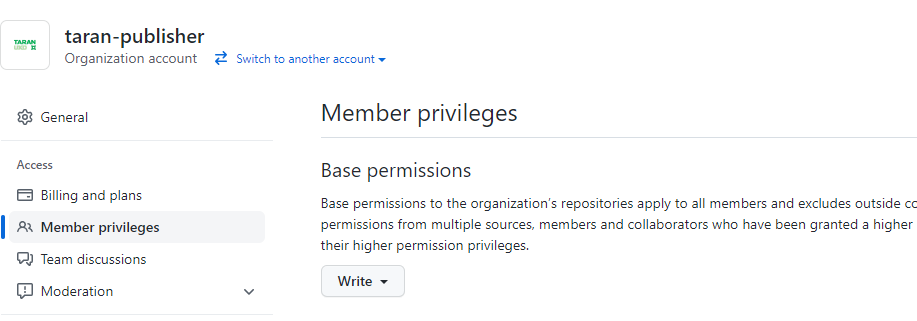 TARAN
taran-publisher
Organization account
Switch to another account
General
Access
Billing and plans
Member privileges
Team discussions
Moderation
Member privileges
Base permissions
Base permissions to the organization's repositories apply to all members and excludes outside co
permissions from multiple sources, members and collaborators who have been granted a higher
their higher permission privileges.
Write